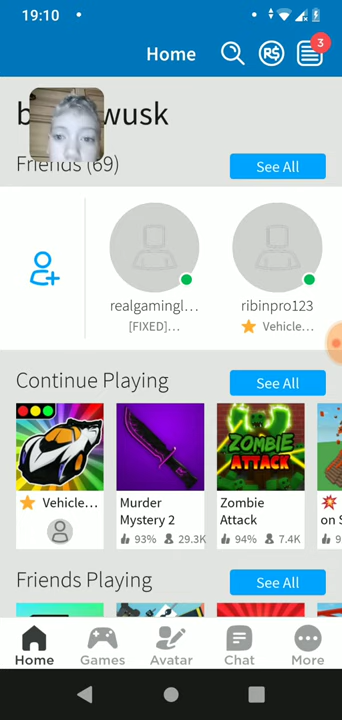 19:10
Home
R$
3
wusk
Friends (69)
See All
realgamingl...
[FIXED]...
ribinpro123
Vehicle...
Continue Playing
See All
ZOMBIE
ATTACK
Vehicle...
Murder
Mystery 2
93% 29.3K
Zombie
Attack
94% 7.4K
on S
9
Friends Playing
See All
Home
Games
Avatar
Chat
More